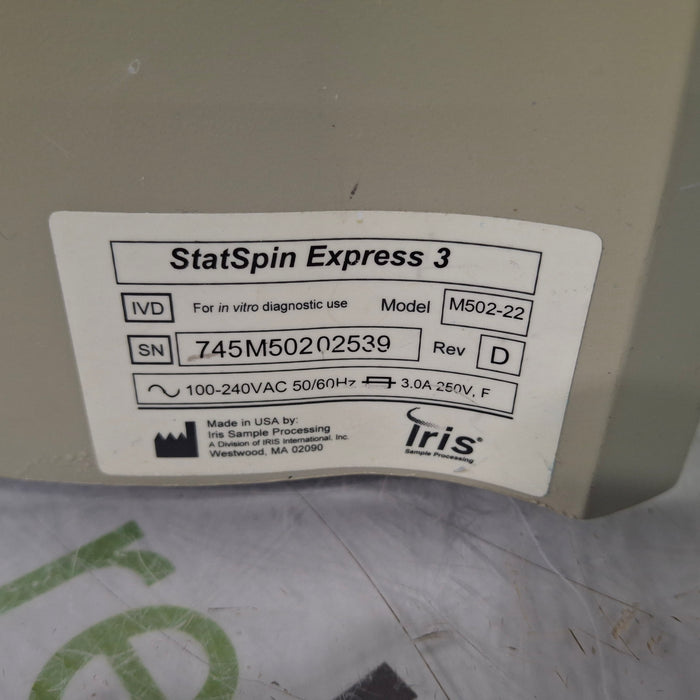 StatSpin Express 3
IVD For in vitro diagnostic use Model M502-22
SN 745M50202539 Rev D
100-240VAC 50/60Hz 3.0A 250V, F
Made in USA by:
Iris Sample Processing
A Division of IRIS International, Inc.
Westwood, MA 02090
Iris®
Sample Processing
re